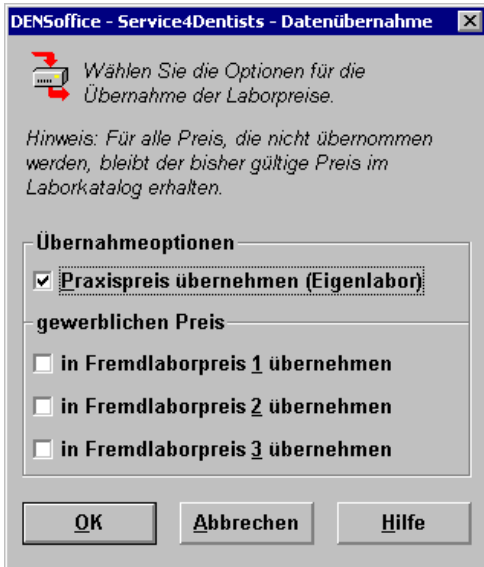 DENSoffice - Service4Dentists - Datenübernahme
Wählen Sie die Optionen für die
Übernahme der Laborpreise.
Hinweis: Für alle Preis, die nicht übernommen
werden, bleibt der bisher gültige Preis im
Laborkatalog erhalten.
Übernahmeoptionen
Praxispreis übernehmen (Eigenlabor)
gewerblichen Preis
in Fremdlaborpreis 1 übernehmen
in Fremdlaborpreis 2 übernehmen
in Fremdlaborpreis 3 übernehmen
OK Abbrechen Hilfe